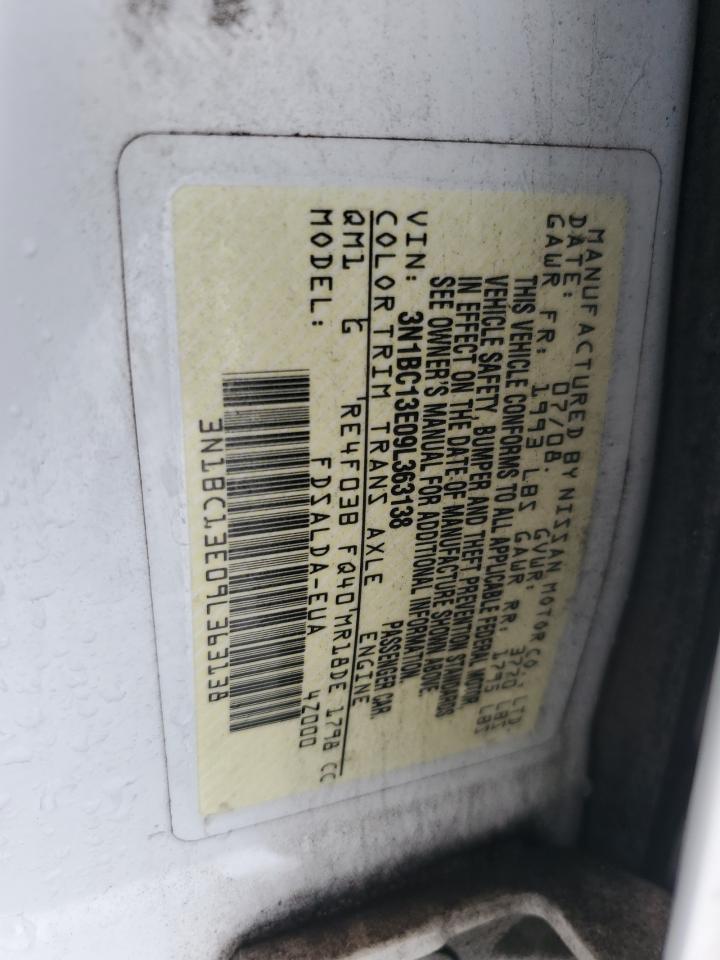 MANUFACTURED BY NISSAN MOTOR CO., LTD.
DATE: 07/08. GVWR: 3770 LBS
GAWR FR: 1993 LBS GAWR RR: 1795 LBS
THIS VEHICLE CONFORMS TO ALL APPLICABLE FEDERAL MOTOR
VEHICLE SAFETY, BUMPER AND THEFT PREVENTION STANDARDS
IN EFFECT ON THE DATE OF MANUFACTURE SHOWN ABOVE.
SEE OWNER'S MANUAL FOR ADDITIONAL INFORMATION.
VIN: 3N1BC13E09L363138 PASSENGER CAR.
COLOR TRIM TRANS AXLE ENGINE
QM1 G RE4F03B FQ40 MR18DE 1798 CC
MODEL: FDSALDA-EUA 4Z000
3N1BC13E09L363138